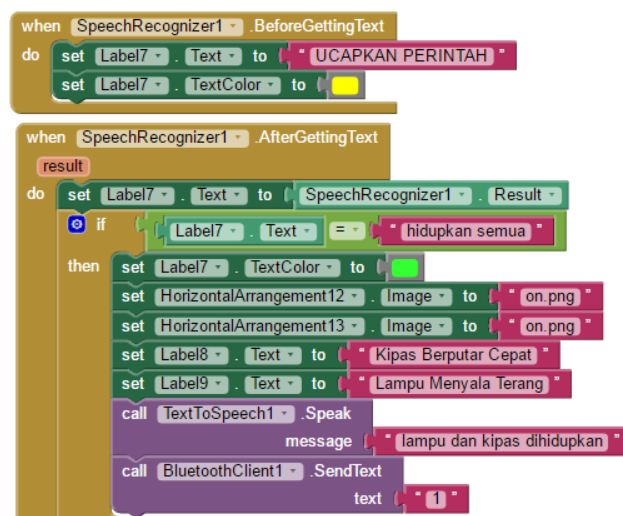 when SpeechRecognizer1 .BeforeGettingText
do set Label7 . Text to " UCAPKAN PERINTAH "
set Label7 . TextColor to
when SpeechRecognizer1 .AfterGettingText
result
do set Label7 . Text to SpeechRecognizer1 . Result
if Label7 . Text = " hidupkan semua "
then set Label7 . TextColor to
set HorizontalArrangement12 . Image to " on.png "
set HorizontalArrangement13 . Image to " on.png "
set Label8 . Text to " Kipas Berputar Cepat "
set Label9 . Text to " Lampu Menyala Terang "
call TextToSpeech1 .Speak
message " lampu dan kipas dihidupkan "
call BluetoothClient1 .SendText
text " 1 "